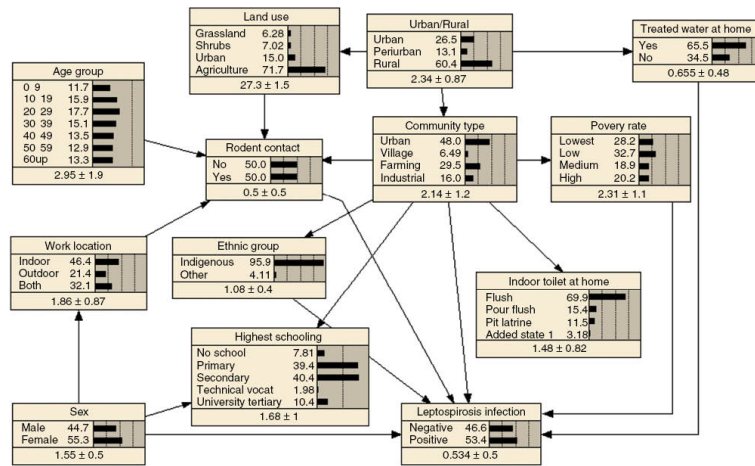 Land use
Grassland 6.28
Shrubs 7.02
Urban 15.0
Agriculture 71.7
27.3 ± 1.5
Urban/Rural
Urban 26.5
Periurban 13.1
Rural 60.4
2.34 ± 0.87
Treated water at home
Yes 65.5
No 34.5
0.655 ± 0.48
Age group
0 9 11.7
10 19 15.9
20 29 17.7
30 39 15.1
40 49 13.5
50 59 12.9
60up 13.3
2.95 ± 1.9
Rodent contact
No 50.0
Yes 50.0
0.5 ± 0.5
Community type
Urban 48.0
Village 6.49
Farming 29.5
Industrial 16.0
2.14 ± 1.2
Povery rate
Lowest 28.2
Low 32.7
Medium 18.9
High 20.2
2.31 ± 1.1
Work location
Indoor 46.4
Outdoor 21.4
Both 32.1
1.86 ± 0.87
Ethnic group
Indigenous 95.9
Other 4.11
1.08 ± 0.4
Indoor toilet at home
Flush 69.9
Pour flush 15.4
Pit latrine 11.5
Added state 1 3.18
1.48 ± 0.82
Highest schooling
No school 7.81
Primary 39.4
Secondary 40.4
Technical vocat 1.98
University tertiary 10.4
1.68 ± 1
Sex
Male 44.7
Female 55.3
1.55 ± 0.5
Leptospirosis infection
Negative 46.6
Positive 53.4
0.534 ± 0.5